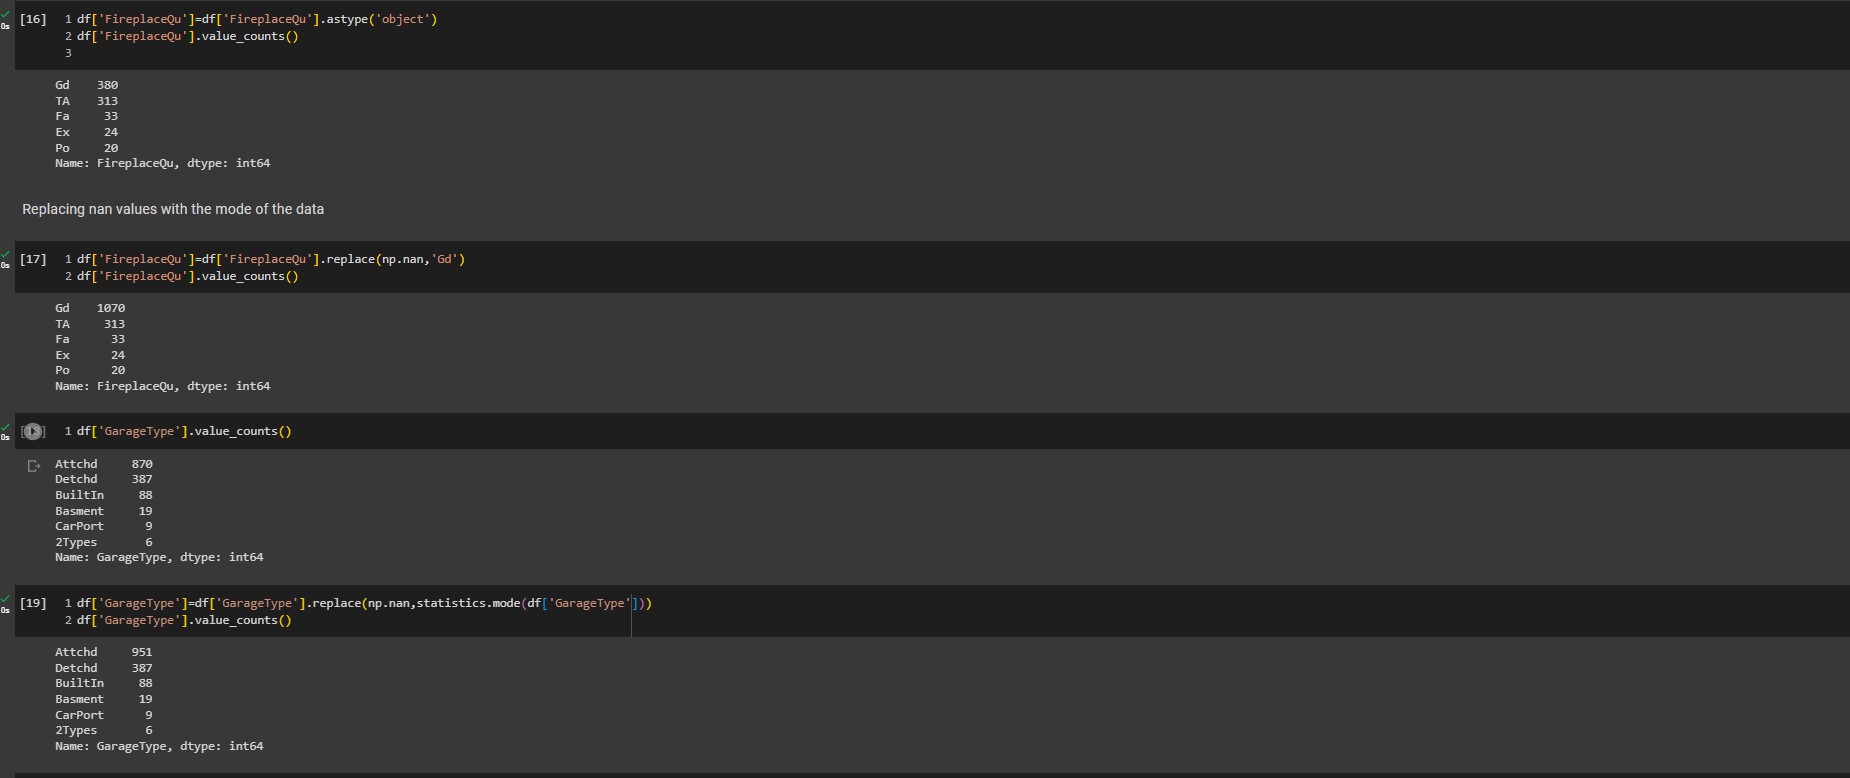 [16] 1 df['FireplaceQu']=df['FireplaceQu'].astype('object')
2 df['FireplaceQu'].value_counts()
3
0s
Gd 380
TA 313
Fa 33
Ex 24
Po 20
Name: FireplaceQu, dtype: int64
Replacing nan values with the mode of the data
[17] 1 df['FireplaceQu']=df['FireplaceQu'].replace(np.nan,'Gd')
0s
2 df['FireplaceQu'].value_counts()
Gd 1070
TA 313
Fa 33
Ex 24
Po 20
Name: FireplaceQu, dtype: int64
1 df['GarageType'].value_counts()
0s
Attchd 870
Detchd 387
BuiltIn 88
Basment 19
CarPort 9
2Types 6
Name: GarageType, dtype: int64
[19] 1 df['GarageType']=df['GarageType'].replace(np.nan,statistics.mode(df['GarageType']))
0s
2 df['GarageType'].value_counts()
Attchd 951
Detchd 387
BuiltIn 88
Basment 19
CarPort 9
2Types 6
Name: GarageType, dtype: int64